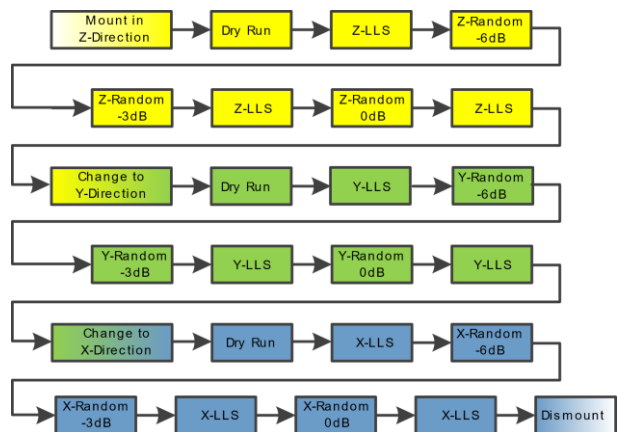 Mount in
Z-Direction
Dry Run
Z-LLS
Z-Random
-6dB
Z-Random
-3dB
Z-LLS
Z-Random
0dB
Z-LLS
Change to
Y-Direction
Dry Run
Y-LLS
Y-Random
-6dB
Y-Random
-3dB
Y-LLS
Y-Random
0dB
Y-LLS
Change to
X-Direction
Dry Run
X-LLS
X-Random
-6dB
X-Random
-3dB
X-LLS
X-Random
0dB
X-LLS
Dismount